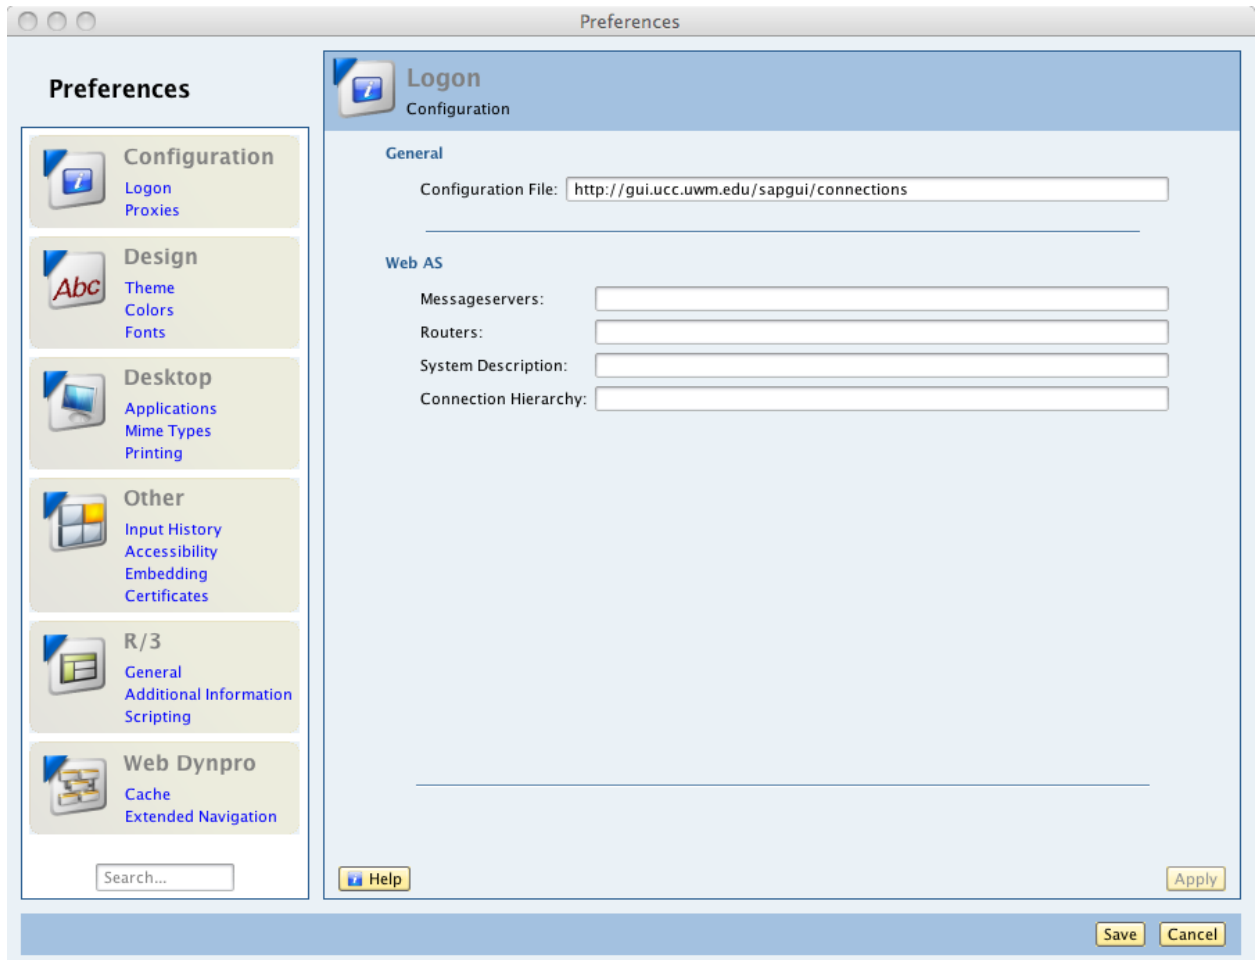 Preferences
Preferences
Configuration
Logon
Proxies
Design
Abc
Theme
Colors
Fonts
Desktop
Applications
Mime Types
Printing
Other
Input History
Accessibility
Embedding
Certificates
R/3
General
Additional Information
Scripting
Web Dynpro
Cache
Extended Navigation
Search...
Logon
Configuration
General
Configuration File: http://gui.ucc.uwm.edu/sapgui/connections
Web AS
Messageservers:
Routers:
System Description:
Connection Hierarchy:
Help
Apply
Save Cancel